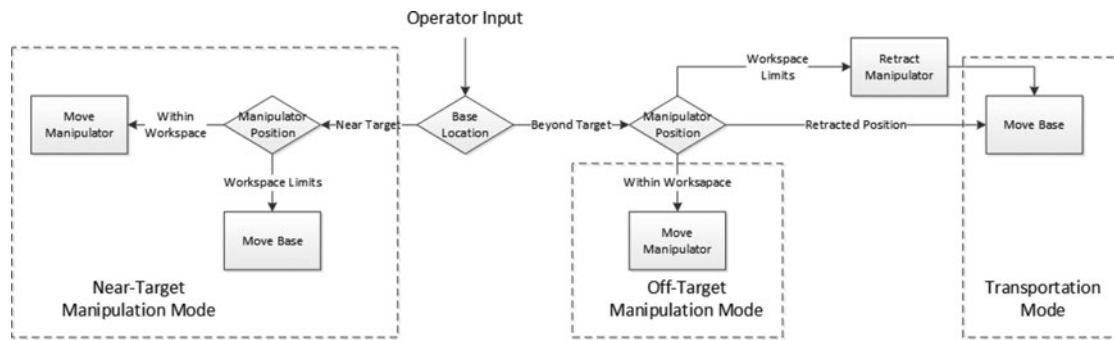 Operator Input
Workspace
Limits
Retract
Manipulator
Move
Manipulator
Within
Workspace
Manipulator
Position
Near Target
Base
Location
Beyond Target
Manipulator
Position
Retracted Position
Move Base
Workspace Limits
Within Worksapace
Move Base
Move
Manipulator
Near-Target
Manipulation Mode
Off-Target
Manipulation Mode
Transportation
Mode